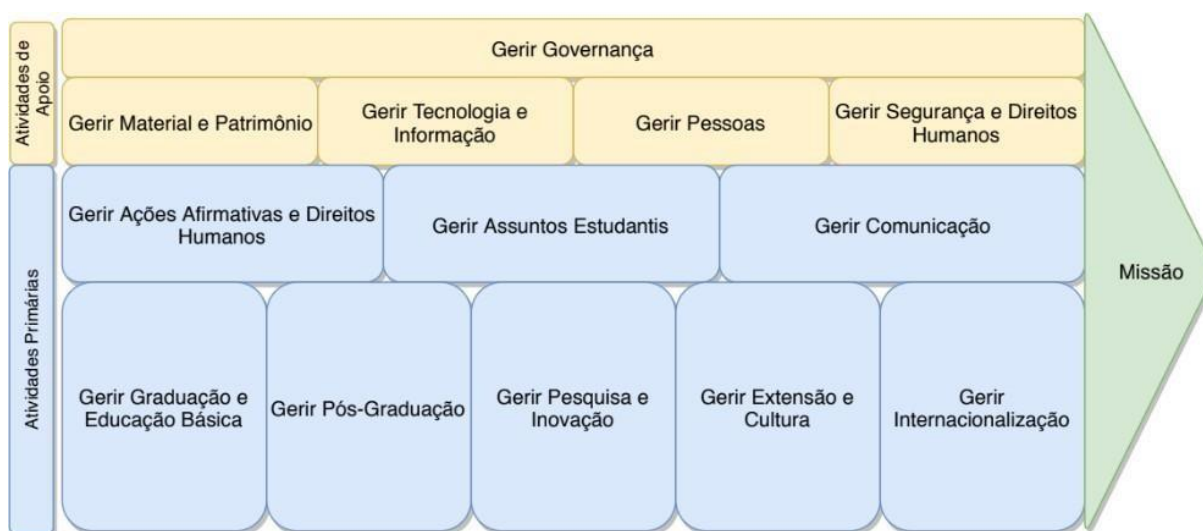 Atividades de
Apoio
Gerir Governança
Gerir Material e Patrimônio
Gerir Tecnologia e
Informação
Gerir Pessoas
Gerir Segurança e Direitos
Humanos
Atividades Primárias
Gerir Ações Afirmativas e Direitos
Humanos
Gerir Assuntos Estudantis
Gerir Comunicação
Gerir Graduação e
Educação Básica
Gerir Pós-Graduação
Gerir Pesquisa e
Inovação
Gerir Extensão e
Cultura
Gerir
Internacionalização
Missão